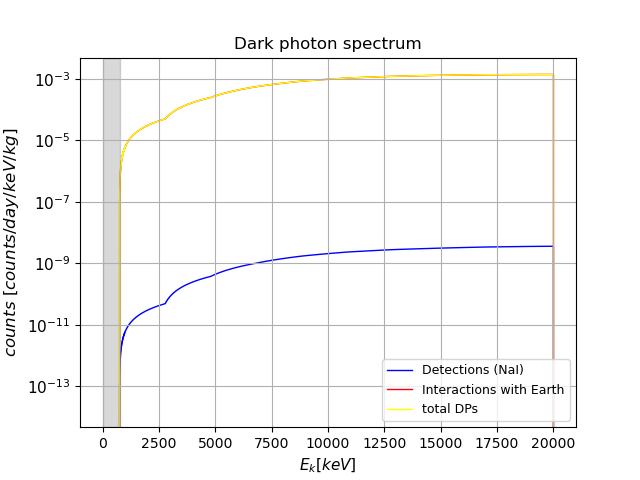 Dark photon spectrum
counts [counts/day/keV/kg]
10⁻³
10⁻⁵
10⁻⁷
10⁻⁹
10⁻¹¹
10⁻¹³
Detections (NaI)
Interactions with Earth
total DPs
0 2500 5000 7500 10000 12500 15000 17500 20000
Eₖ[keV]